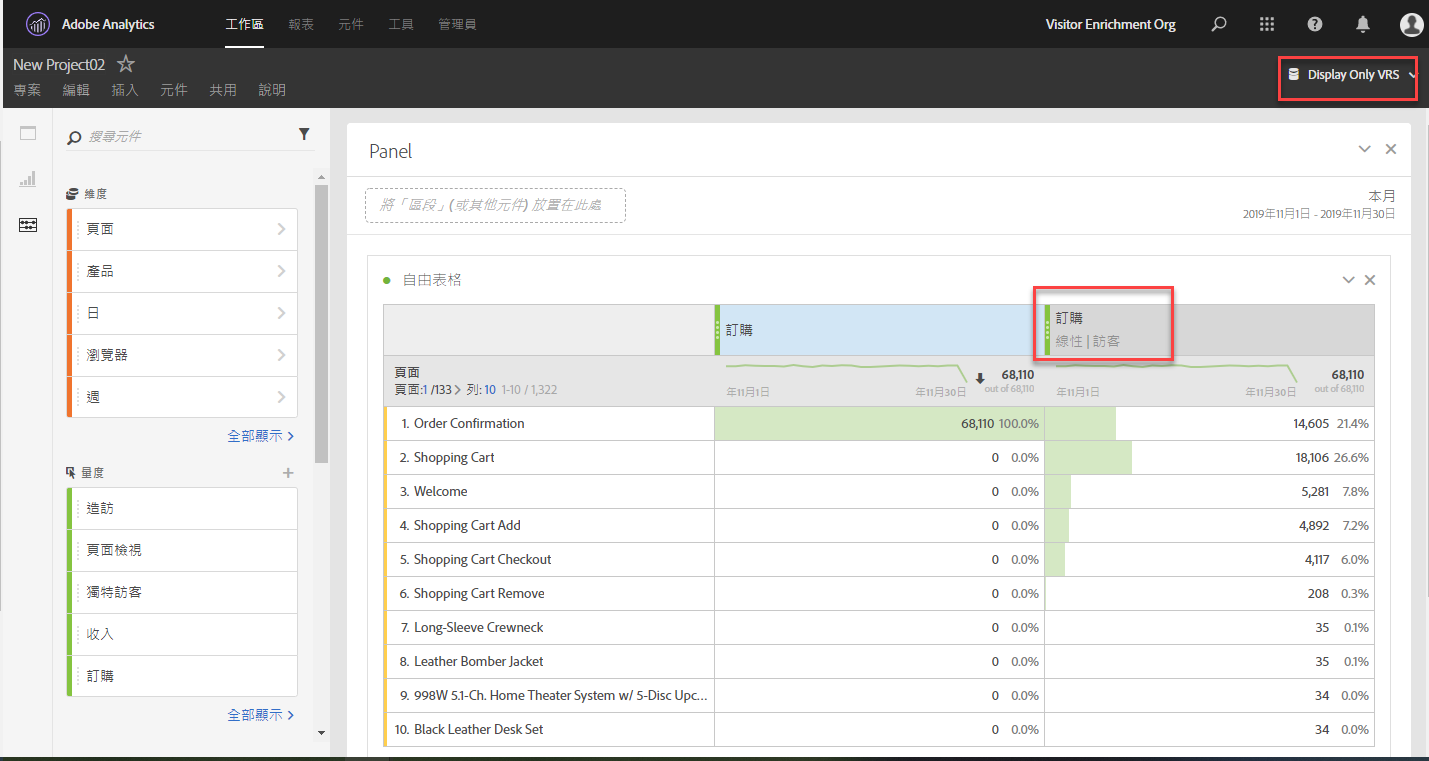 Adobe Analytics 工作區 報表 元件 工具 管理員 Visitor Enrichment Org
New Project02
Display Only VRS
專案 編輯 插入 元件 共用 說明
搜尋元件
維度
頁面
產品
日
瀏覽器
週
全部顯示
量度
造訪
頁面檢視
獨特訪客
收入
訂購
全部顯示
Panel
將「區段」(或其他元件) 放置在此處
本月
2019年11月1日 - 2019年11月30日
自由表格
訂購
訂購
線性 | 訪客
頁面
頁面:1 /133 列: 10 1-10 / 1,322
年11月1日 年11月30日 68,110 out of 68,110
年11月1日 年11月30日 68,110 out of 68,110
1. Order Confirmation 68,110 100.0% 14,605 21.4%
2. Shopping Cart 0 0.0% 18,106 26.6%
3. Welcome 0 0.0% 5,281 7.8%
4. Shopping Cart Add 0 0.0% 4,892 7.2%
5. Shopping Cart Checkout 0 0.0% 4,117 6.0%
6. Shopping Cart Remove 0 0.0% 208 0.3%
7. Long-Sleeve Crewneck 0 0.0% 35 0.1%
8. Leather Bomber Jacket 0 0.0% 35 0.1%
9. 998W 5.1-Ch. Home Theater System w/ 5-Disc Upc... 0 0.0% 34 0.0%
10. Black Leather Desk Set 0 0.0% 34 0.0%